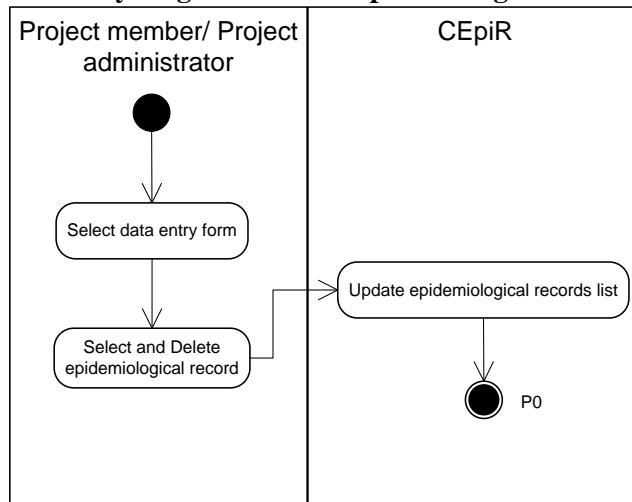 Project member/ Project
administrator
CEpiR
Select data entry form
Update epidemiological records list
Select and Delete
epidemiological record
P0